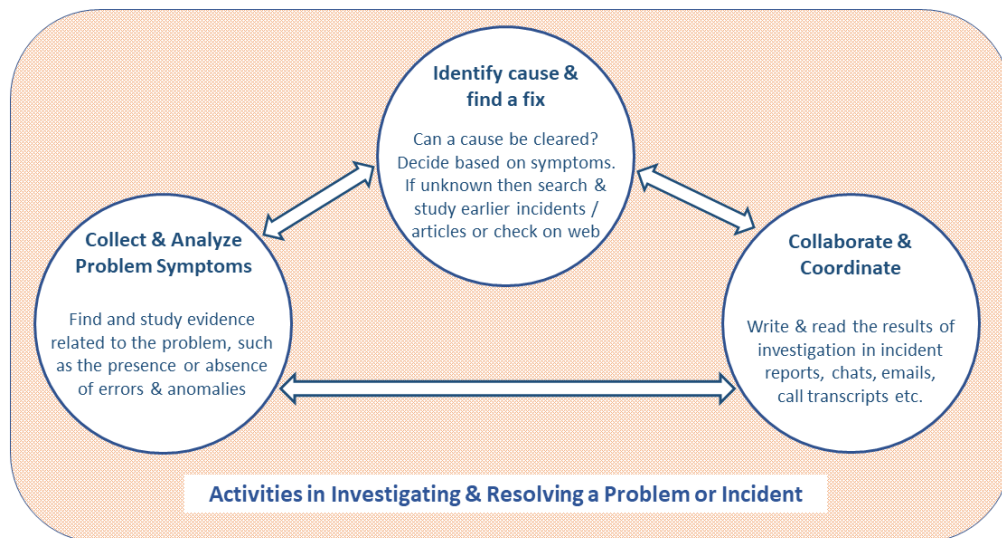 Identify cause &
find a fix
Can a cause be cleared?
Decide based on symptoms.
If unknown then search &
study earlier incidents /
articles or check on web
Collect & Analyze
Problem Symptoms
Find and study evidence
related to the problem, such
as the presence or absence
of errors & anomalies
Collaborate &
Coordinate
Write & read the results of
investigation in incident
reports, chats, emails,
call transcripts etc.
Activities in Investigating & Resolving a Problem or Incident